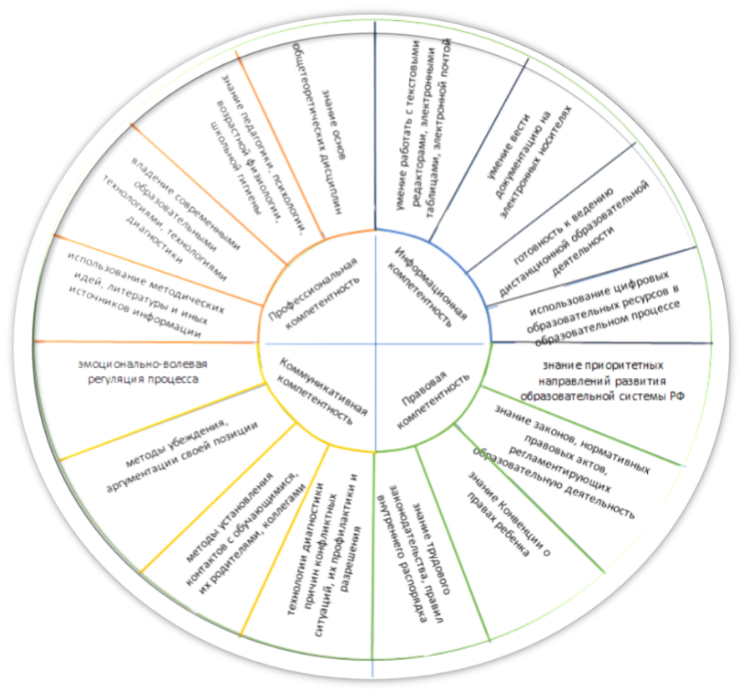 Профессиональная
компетентность
Информационная
компетентность
Коммуникативная
компетентность
Правовая
компетентность
умение работать с текстовыми
редакторами, электронными
таблицами, электронной почтой
умение вести
документацию на
электронных носителях
готовность к ведению
дистанционной образовательной
деятельности
использование цифровых
образовательных ресурсов в
образовательном процессе
знание приоритетных
направлений развития
образовательной системы РФ
знание законов, нормативных
правовых актов,
регламентирующих
образовательную деятельность
знание Конвенции о
правах ребенка
знание трудового
законодательства, правил
внутреннего распорядка
технологии диагностики
причин конфликтных
ситуаций, их профилактики и
разрешения
методы установления
контактов с обучающимися,
их родителями, коллегами
методы убеждения,
аргументации своей позиции
эмоционально-волевая
регуляция процесса
использование методических
идей, литературы и иных
источников информации
владение современными
образовательными
технологиями, технологиями
диагностики
знание педагогики, психологии,
возрастной физиологии,
школьной гигиены
знание основ
общетеоретических дисциплин